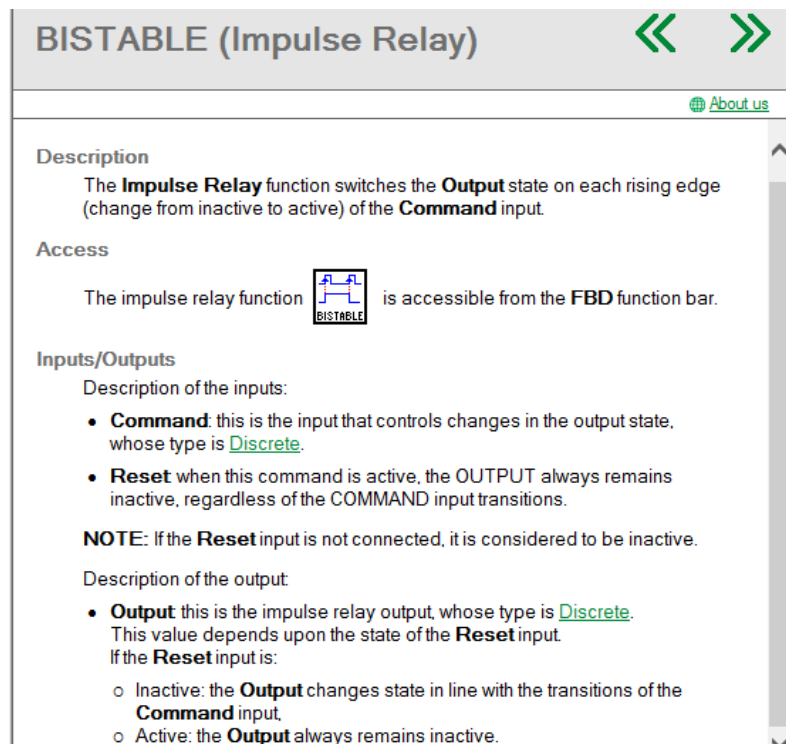 BISTABLE (Impulse Relay)
About us
Description
The Impulse Relay function switches the Output state on each rising edge
(change from inactive to active) of the Command input.
Access
The impulse relay function BISTABLE is accessible from the FBD function bar.
Inputs/Outputs
Description of the inputs:
• Command: this is the input that controls changes in the output state,
whose type is Discrete.
• Reset: when this command is active, the OUTPUT always remains
inactive, regardless of the COMMAND input transitions.
NOTE: If the Reset input is not connected, it is considered to be inactive.
Description of the output:
• Output: this is the impulse relay output, whose type is Discrete.
This value depends upon the state of the Reset input.
If the Reset input is:
○ Inactive: the Output changes state in line with the transitions of the
Command input,
○ Active: the Output always remains inactive.